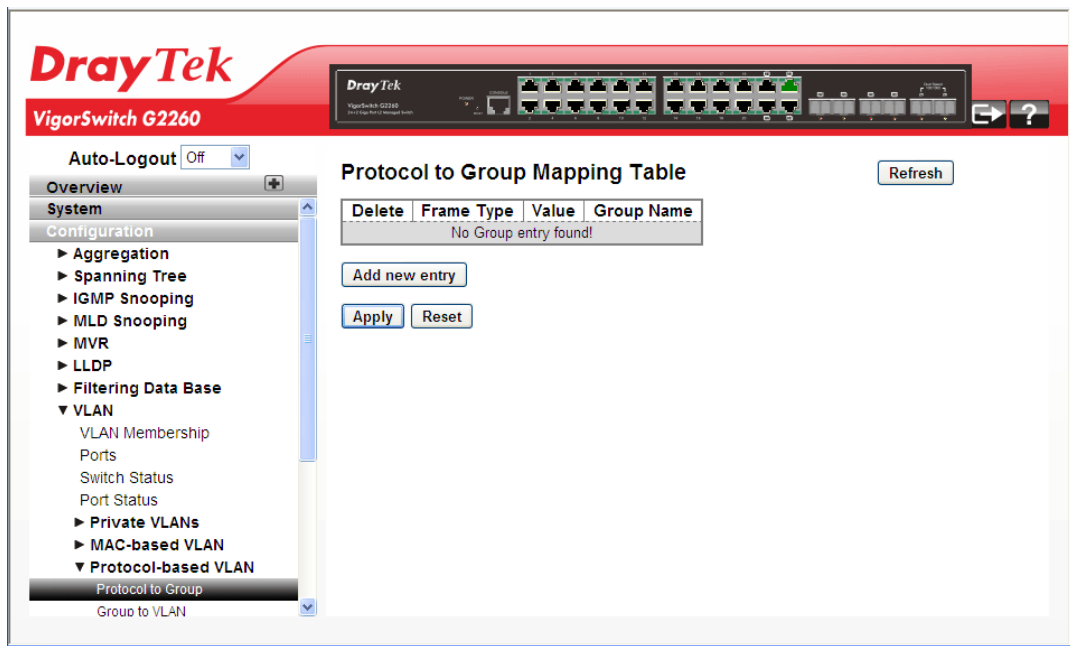 DrayTek
VigorSwitch G2260
DrayTek
VigorSwitch G2260
Auto-Logout Off
Overview
System
Configuration
► Aggregation
► Spanning Tree
► IGMP Snooping
► MLD Snooping
► MVR
► LLDP
► Filtering Data Base
▼ VLAN
VLAN Membership
Ports
Switch Status
Port Status
► Private VLANs
► MAC-based VLAN
▼ Protocol-based VLAN
Protocol to Group
Group to VLAN
Protocol to Group Mapping Table
Refresh
Delete Frame Type Value Group Name
No Group entry found!
Add new entry
Apply Reset